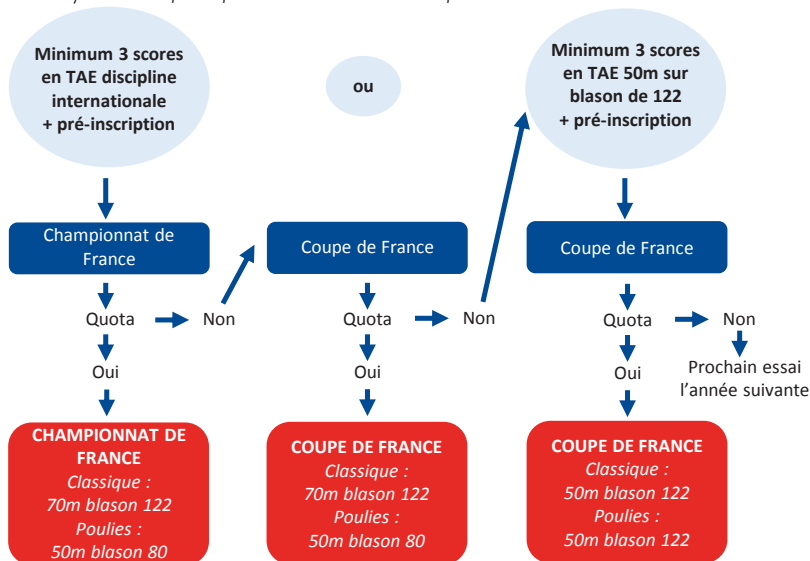 Minimum 3 scores
en TAE discipline
internationale
+ pré-inscription
ou
Minimum 3 scores
en TAE 50m sur
blason de 122
+ pré-inscription
Championnat de
France
Coupe de France
Coupe de France
Quota
Non
Quota
Non
Quota
Non
Oui
Oui
Oui
Prochain essai
l'année suivante
CHAMPIONNAT DE
FRANCE
Classique :
70m blason 122
Poulies :
50m blason 80
COUPE DE FRANCE
Classique :
70m blason 122
Poulies :
50m blason 80
COUPE DE FRANCE
Classique :
50m blason 122
Poulies :
50m blason 122